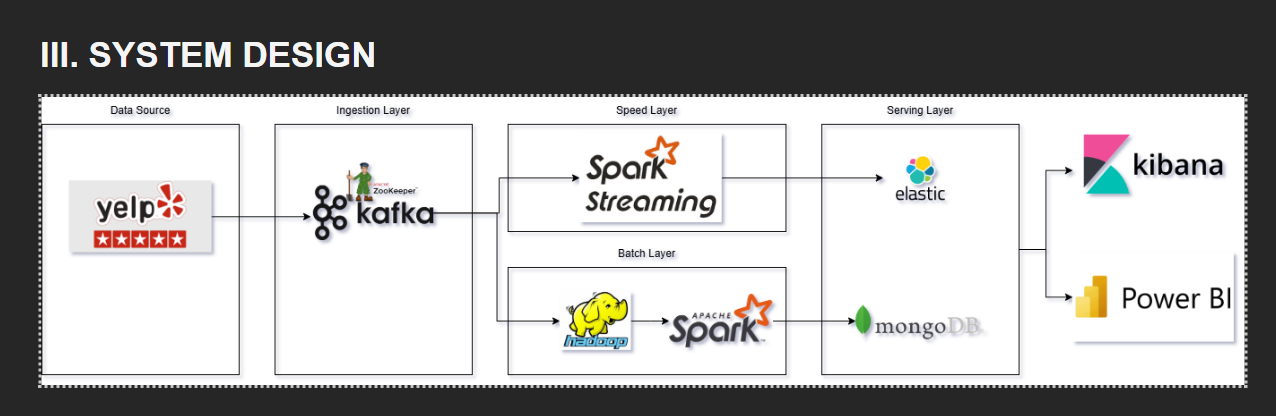 III. SYSTEM DESIGN
Data Source
Ingestion Layer
Speed Layer
Serving Layer
yelp
ZooKeeper
kafka
Spark
Streaming
elastic
kibana
Batch Layer
hadoop
APACHE
Spark
mongoDB
Power BI